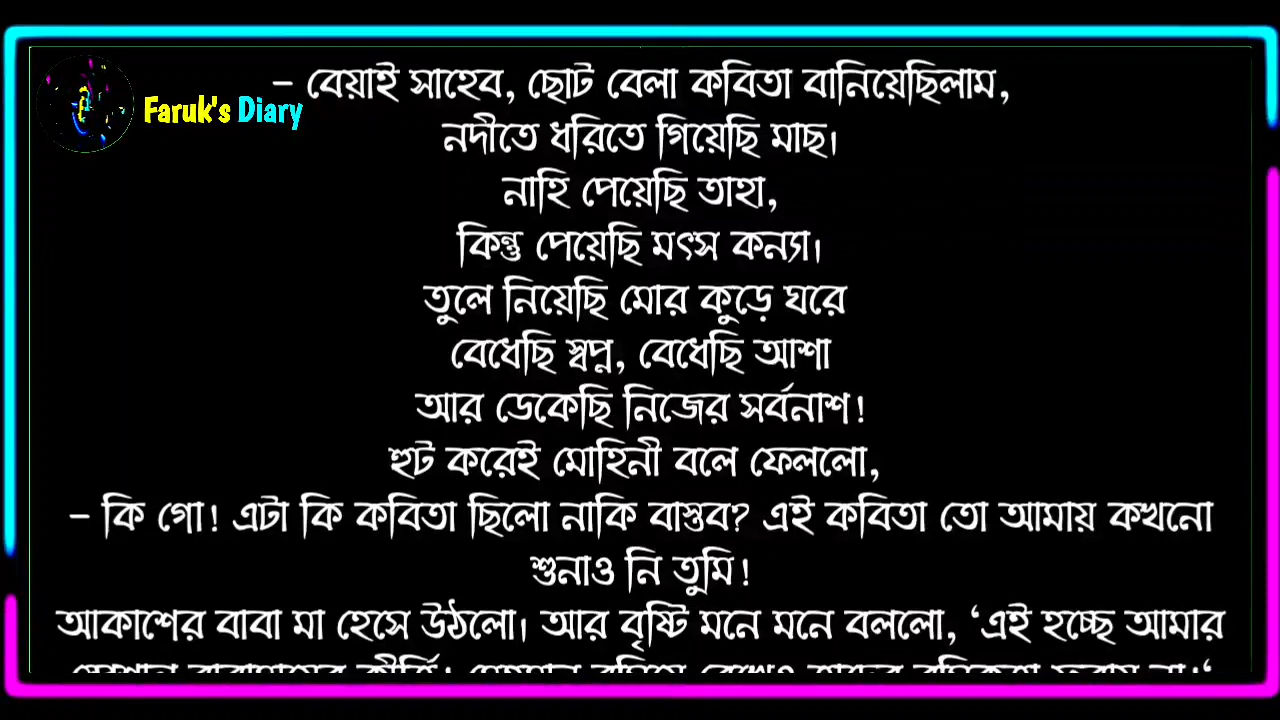 Faruk's Diary
– বেয়াই সাহেব, ছোট বেলা কবিতা বানিয়েছিলাম,
নদীতে ধরিতে গিয়েছি মাছ।
নাহি পেয়েছি তাহা,
কিন্তু পেয়েছি মৎস কন্যা।
তুলে নিয়েছি মোর কুড়ে ঘরে
বেধেছি স্বপ্ন, বেধেছি আশা
আর ডেকেছি নিজের সর্বনাশ!
হুট করেই মোহিনী বলে ফেললো,
– কি গো! এটা কি কবিতা ছিলো নাকি বাস্তব? এই কবিতা তো আমায় কখনো
শুনাও নি তুমি!
আকাশের বাবা মা হেসে উঠলো। আর বৃষ্টি মনে মনে বললো, ‘এই হচ্ছে আমার